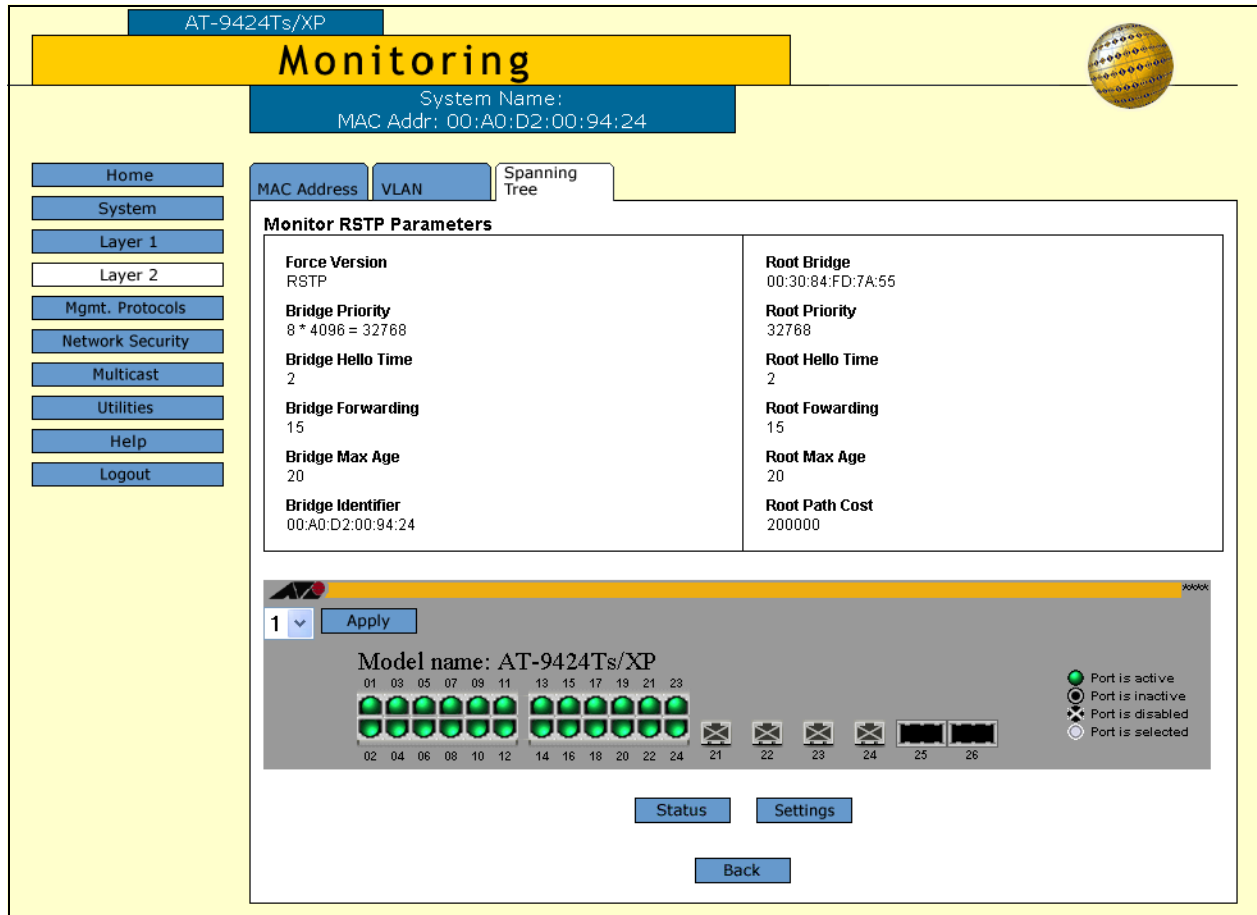 AT-9424Ts/XP
Monitoring
System Name:
MAC Addr: 00:A0:D2:00:94:24
Home
System
Layer 1
Layer 2
Mgmt. Protocols
Network Security
Multicast
Utilities
Help
Logout
MAC Address
VLAN
Spanning
Tree
Monitor RSTP Parameters
Force Version
RSTP
Bridge Priority
8 * 4096 = 32768
Bridge Hello Time
2
Bridge Forwarding
15
Bridge Max Age
20
Bridge Identifier
00:A0:D2:00:94:24
Root Bridge
00:30:84:FD:7A:55
Root Priority
32768
Root Hello Time
2
Root Fowarding
15
Root Max Age
20
Root Path Cost
200000
1
Apply
Model name: AT-9424Ts/XP
01 03 05 07 09 11 13 15 17 19 21 23
02 04 06 08 10 12 14 16 18 20 22 24 21 22 23 24 25 26
Port is active
Port is inactive
Port is disabled
Port is selected
Status
Settings
Back